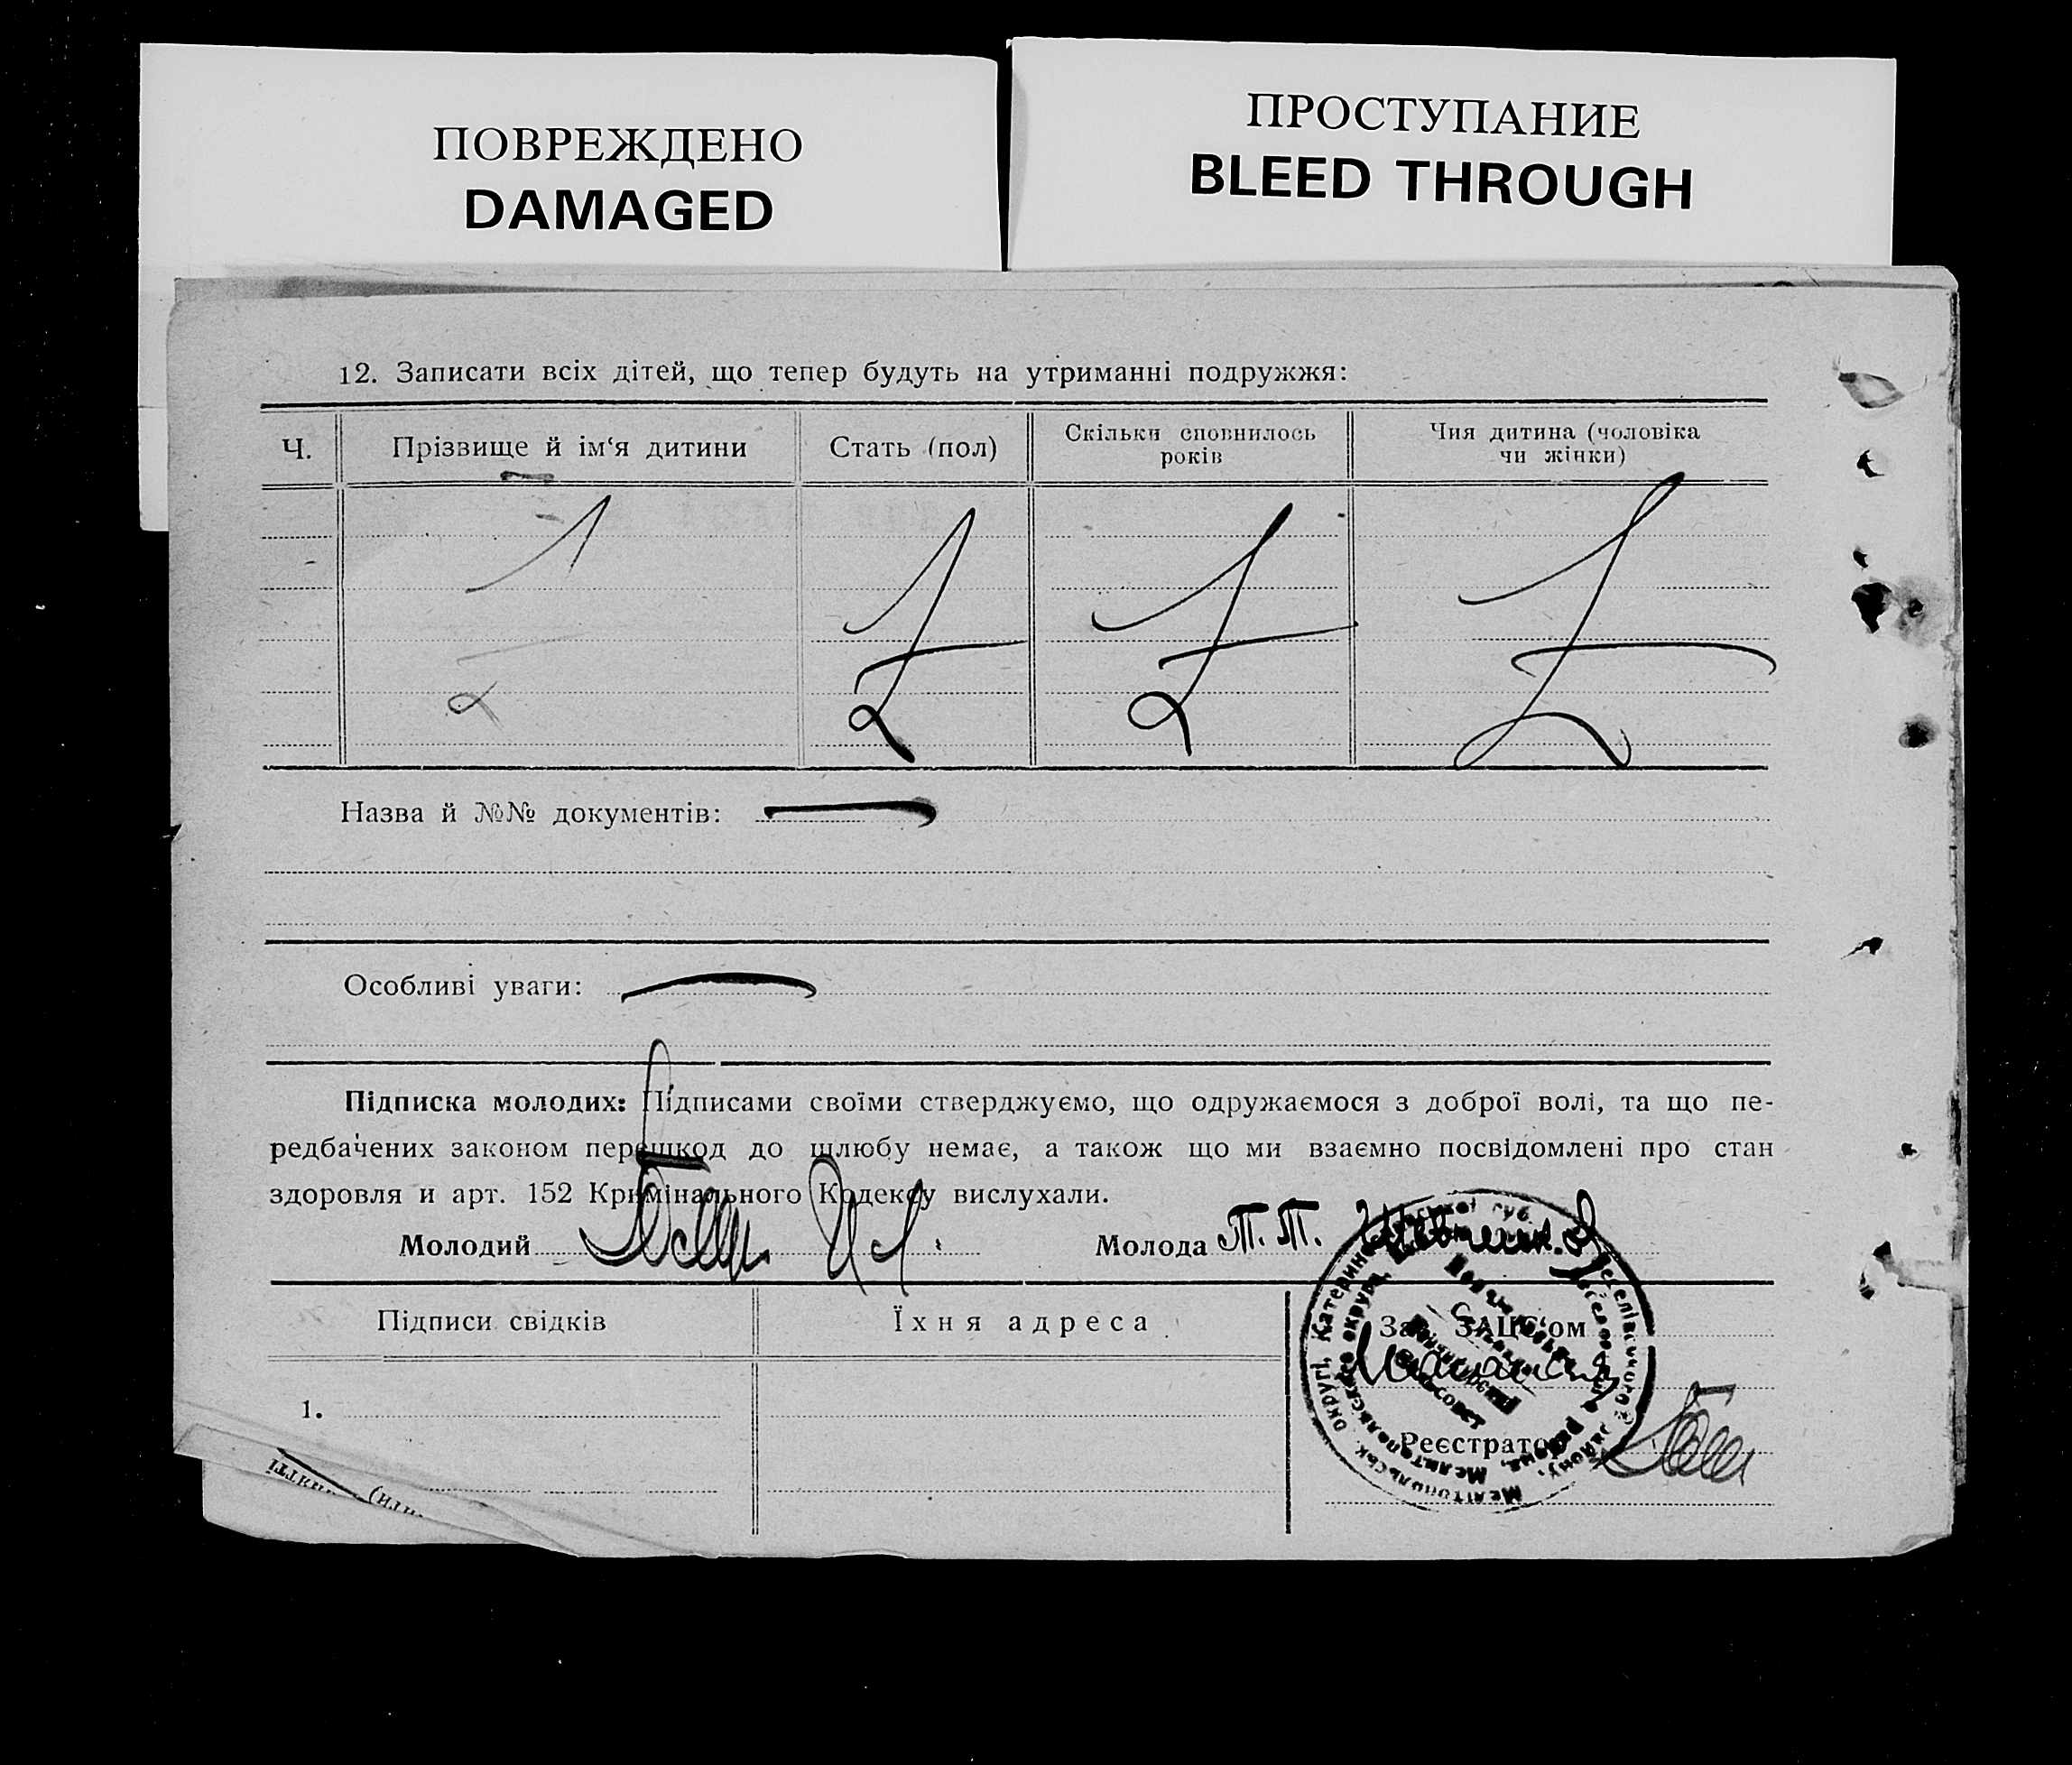 ПОВРЕЖДЕНО
DAMAGED
ПРОСТУПАНИЕ
BLEED THROUGH
12. Записати всіх дітей, що тепер будуть на утриманні подружжя:
Ч.
Прізвище й ім‘я дитини
Стать (пол)
Скільки сповнилось
років
Чия дитина (чоловіка
чи жінки)
Назва й №№ документів:
Особливі уваги:
Підписка молодих: Підписами своїми стверджуємо, що одружаємося з доброї волі, та що пе-
редбачених законом перешкод до шлюбу немає, а також що ми взаємно посвідомлені про стан
здоровля и арт. 152 Кримінального Кодексу вислухали.
Молодий
Молода Т. Т.
Підписи свідків
Їхня адреса
Зав. ЗАЦС‘ом
1.
Реєстратор